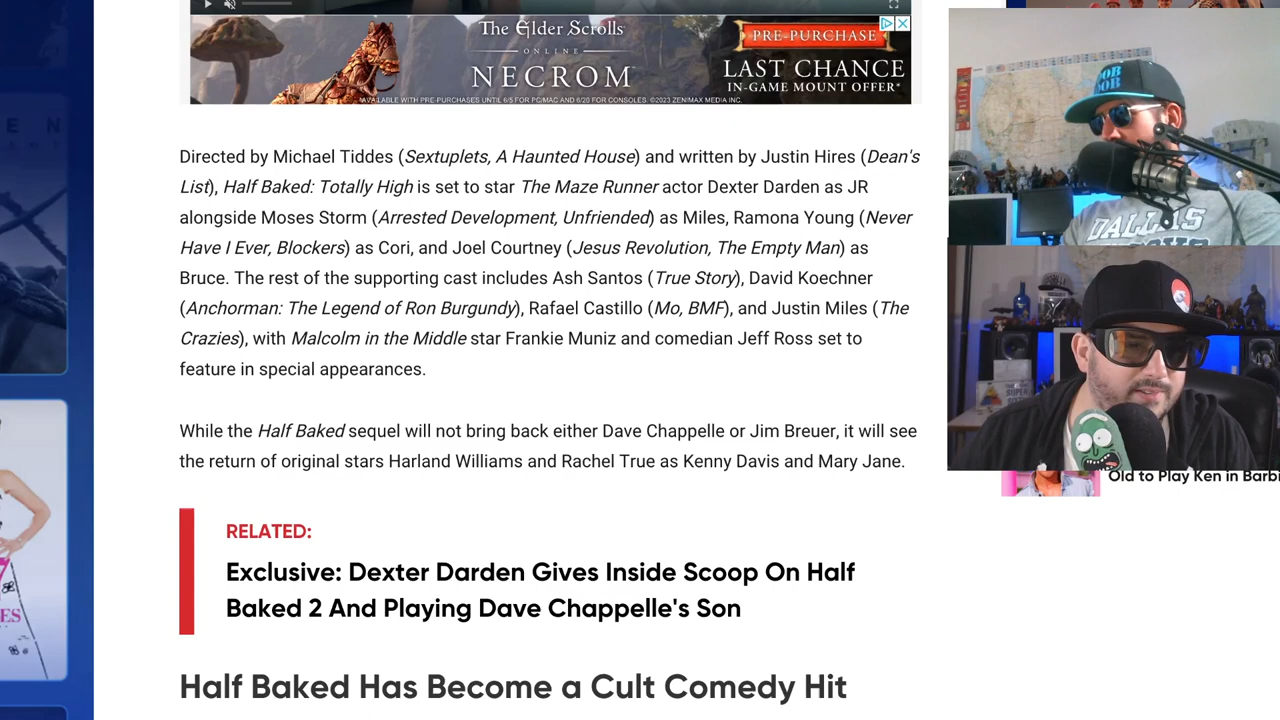 The Elder Scrolls
ONLINE
NECROM
PRE-PURCHASE
LAST CHANCE
IN-GAME MOUNT OFFER*
*AVAILABLE WITH PRE-PURCHASES UNTIL 6/5 FOR PC/MAC AND 6/20 FOR CONSOLES. ©2023 ZENIMAX MEDIA INC.
Directed by Michael Tiddes (Sextuplets, A Haunted House) and written by Justin Hires (Dean's
List), Half Baked: Totally High is set to star The Maze Runner actor Dexter Darden as JR
alongside Moses Storm (Arrested Development, Unfriended) as Miles, Ramona Young (Never
Have I Ever, Blockers) as Cori, and Joel Courtney (Jesus Revolution, The Empty Man) as
Bruce. The rest of the supporting cast includes Ash Santos (True Story), David Koechner
(Anchorman: The Legend of Ron Burgundy), Rafael Castillo (Mo, BMF), and Justin Miles (The
Crazies), with Malcolm in the Middle star Frankie Muniz and comedian Jeff Ross set to
feature in special appearances.
While the Half Baked sequel will not bring back either Dave Chappelle or Jim Breuer, it will see
the return of original stars Harland Williams and Rachel True as Kenny Davis and Mary Jane.
RELATED:
Exclusive: Dexter Darden Gives Inside Scoop On Half
Baked 2 And Playing Dave Chappelle's Son
Half Baked Has Become a Cult Comedy Hit
DALLAS
Old to Play Ken in Barbi